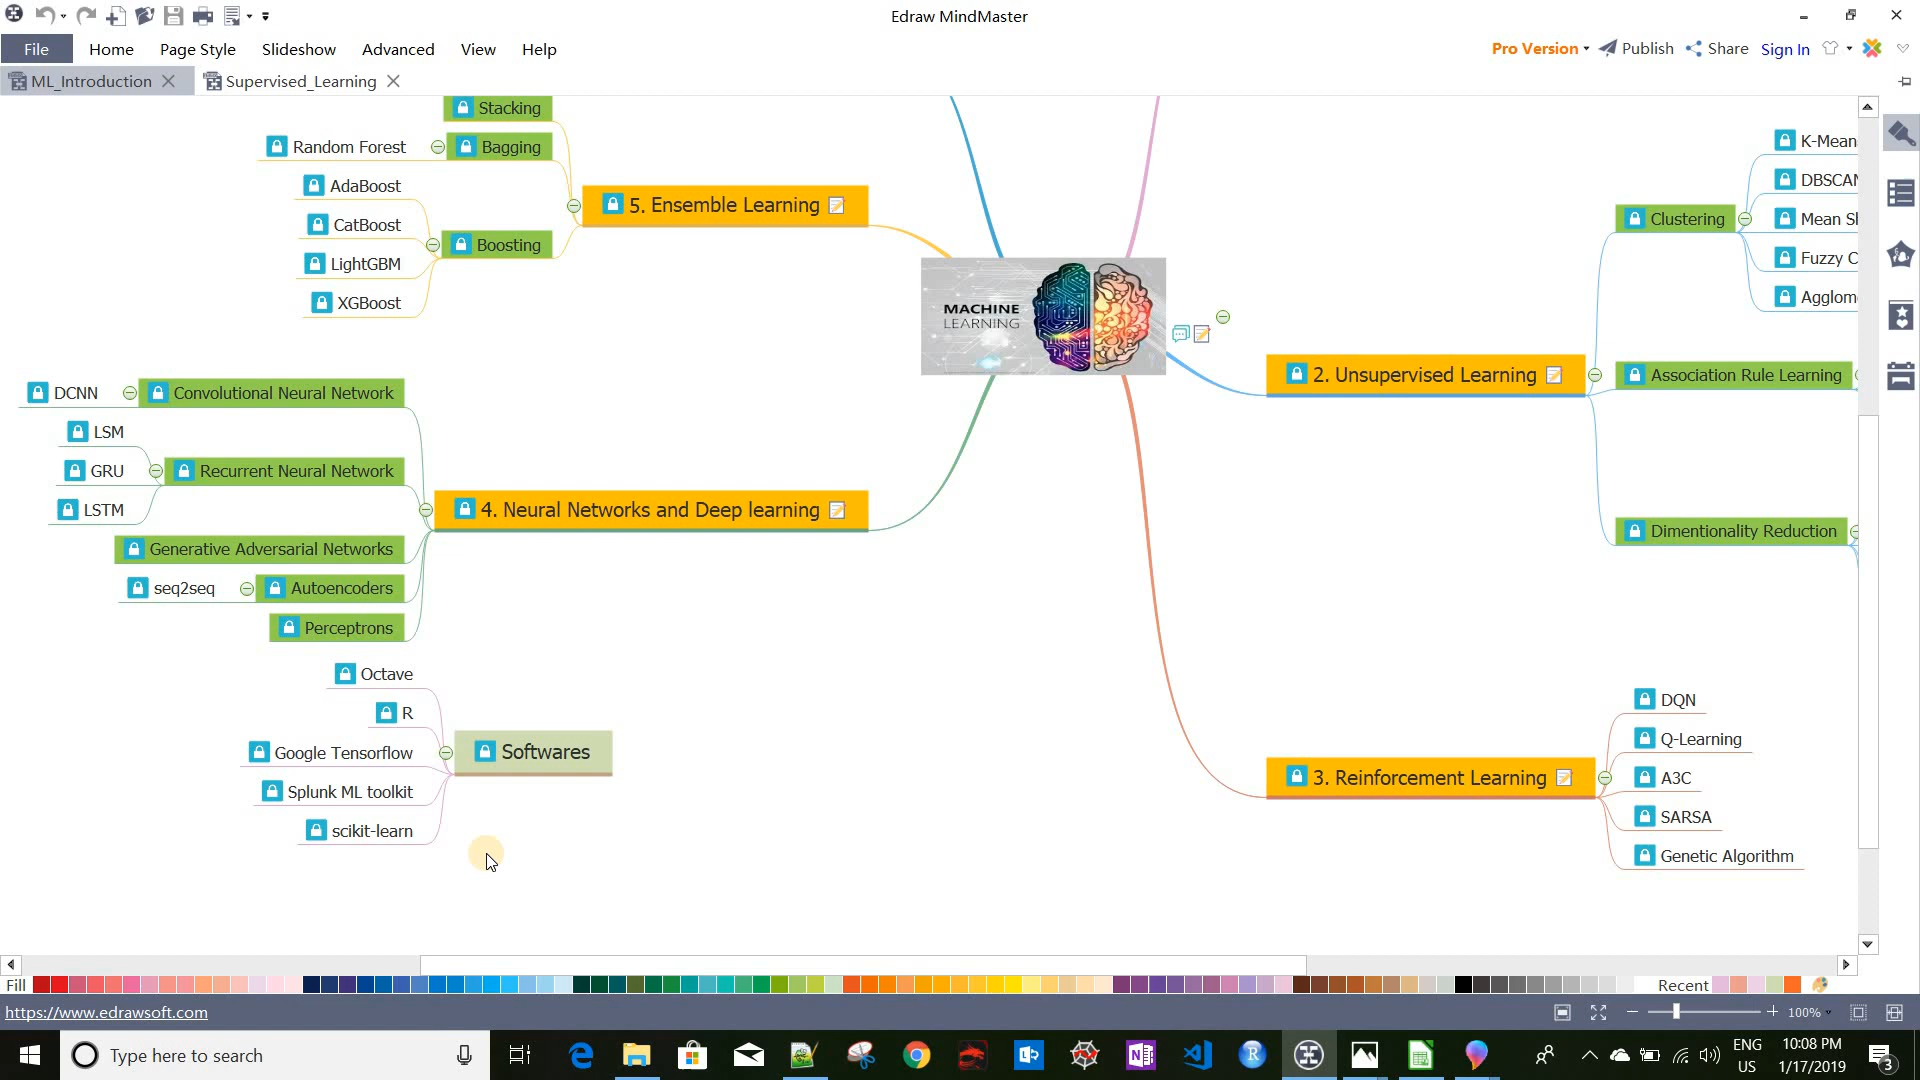 Edraw MindMaster
File Home Page Style Slideshow Advanced View Help
Pro Version Publish Share Sign In
ML_Introduction
Supervised_Learning
Stacking
Random Forest
Bagging
AdaBoost
CatBoost
Boosting
LightGBM
XGBoost
5. Ensemble Learning
MACHINE
LEARNING
K-Mean
DBSCAN
Clustering
Mean Sh
Fuzzy C
Agglome
2. Unsupervised Learning
Association Rule Learning
Dimentionality Reduction
DCNN
Convolutional Neural Network
LSM
GRU
Recurrent Neural Network
LSTM
4. Neural Networks and Deep learning
Generative Adversarial Networks
seq2seq
Autoencoders
Perceptrons
Octave
R
Google Tensorflow
Softwares
Splunk ML toolkit
scikit-learn
3. Reinforcement Learning
DQN
Q-Learning
A3C
SARSA
Genetic Algorithm
Fill
Recent
https://www.edrawsoft.com
100%
Type here to search
ENG
US
10:08 PM
1/17/2019
3